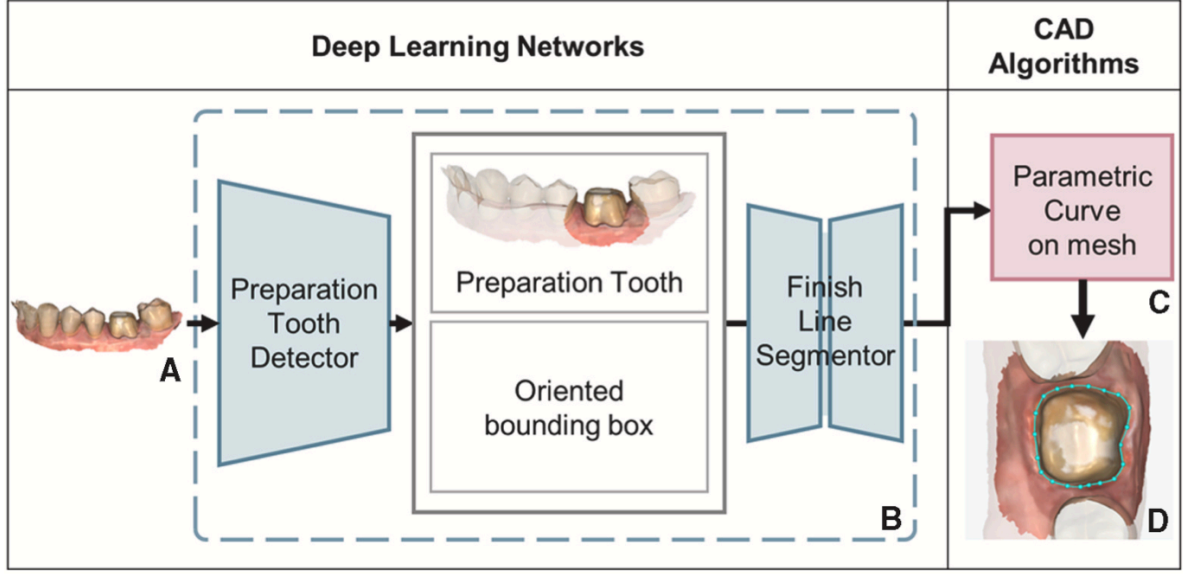 Deep Learning Networks
CAD
Algorithms
A
Preparation
Tooth
Detector
Preparation Tooth
Oriented
bounding box
Finish
Line
Segmentor
B
Parametric
Curve
on mesh
C
D